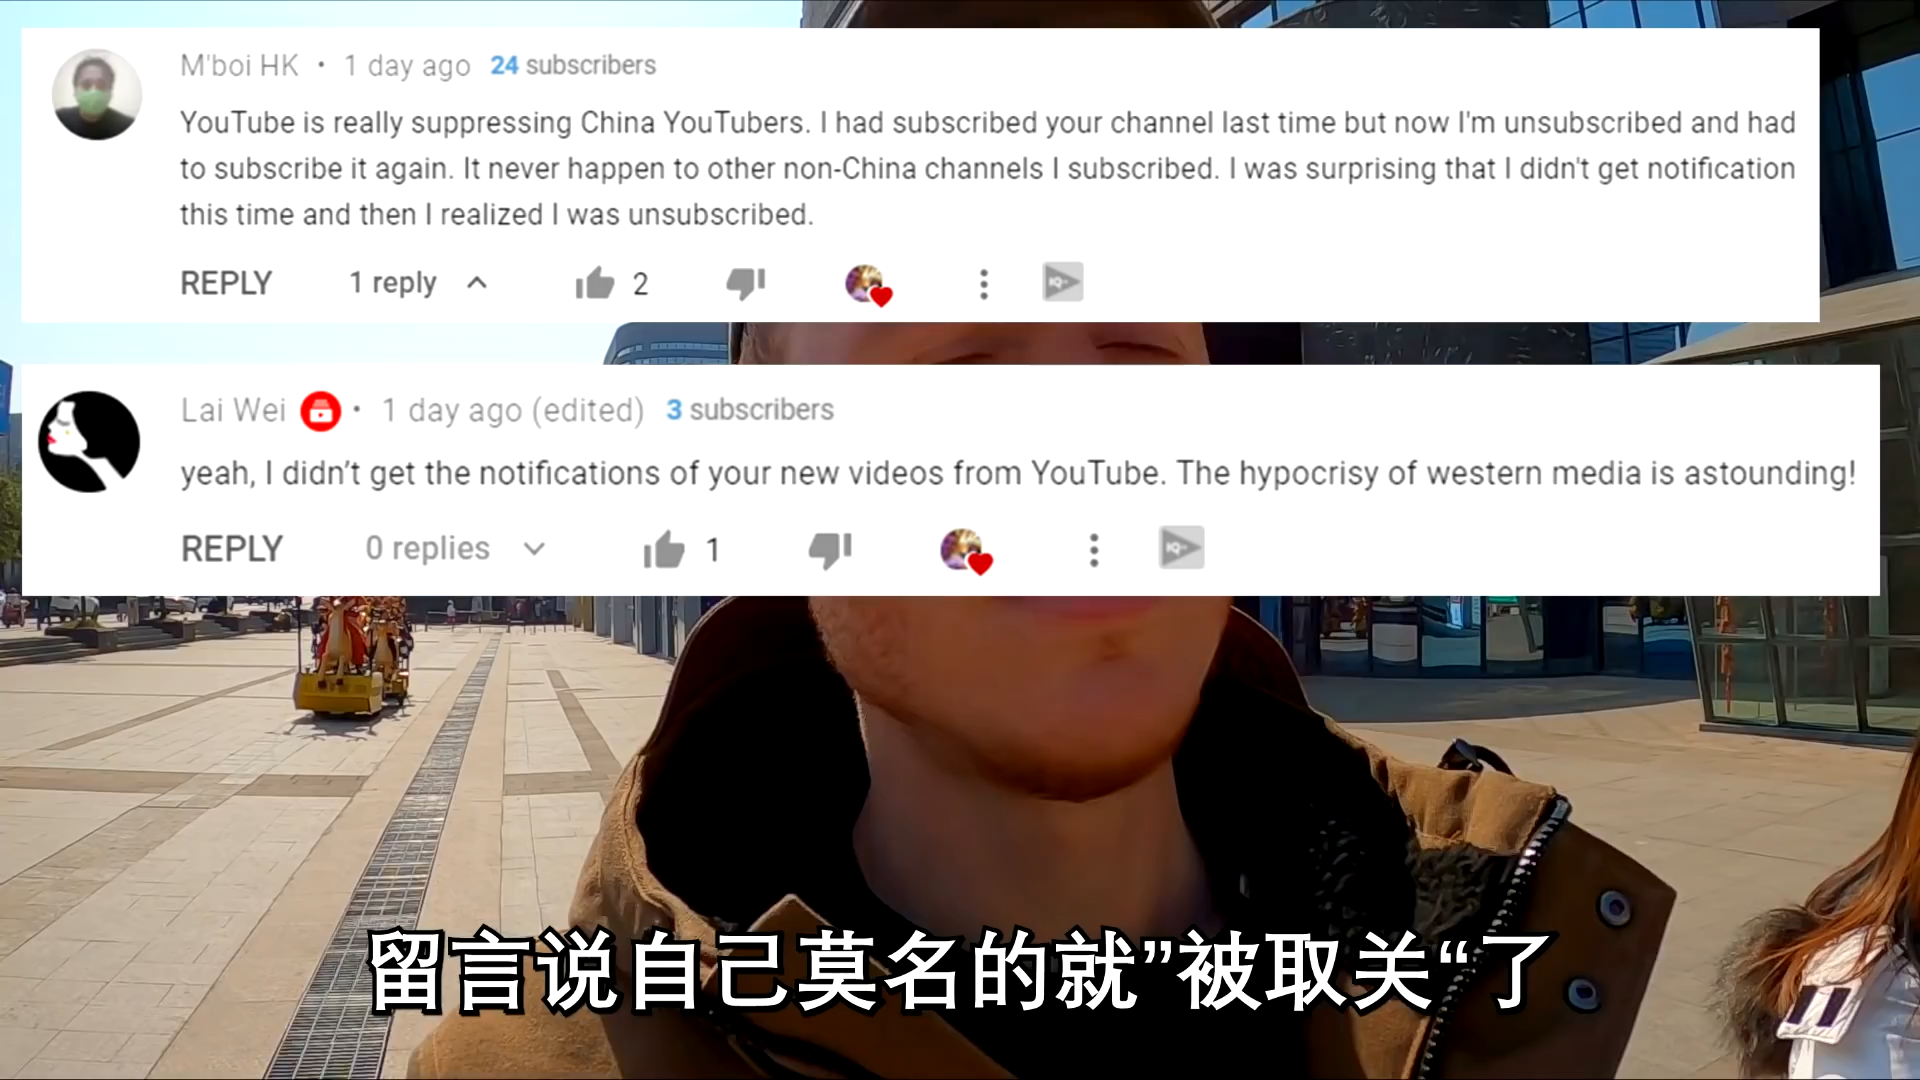 M'boi HK • 1 day ago 24 subscribers
YouTube is really suppressing China YouTubers. I had subscribed your channel last time but now I'm unsubscribed and had
to subscribe it again. It never happen to other non-China channels I subscribed. I was surprising that I didn't get notification
this time and then I realized I was unsubscribed.
REPLY 1 reply 2
Lai Wei • 1 day ago (edited) 3 subscribers
yeah, I didn’t get the notifications of your new videos from YouTube. The hypocrisy of western media is astounding!
REPLY 0 replies 1
留言说自己莫名的就”被取关“了